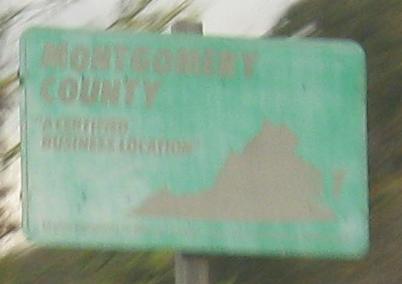 MONTGOMERY
COUNTY
"A CERTIFIED
BUSINESS LOCATION"